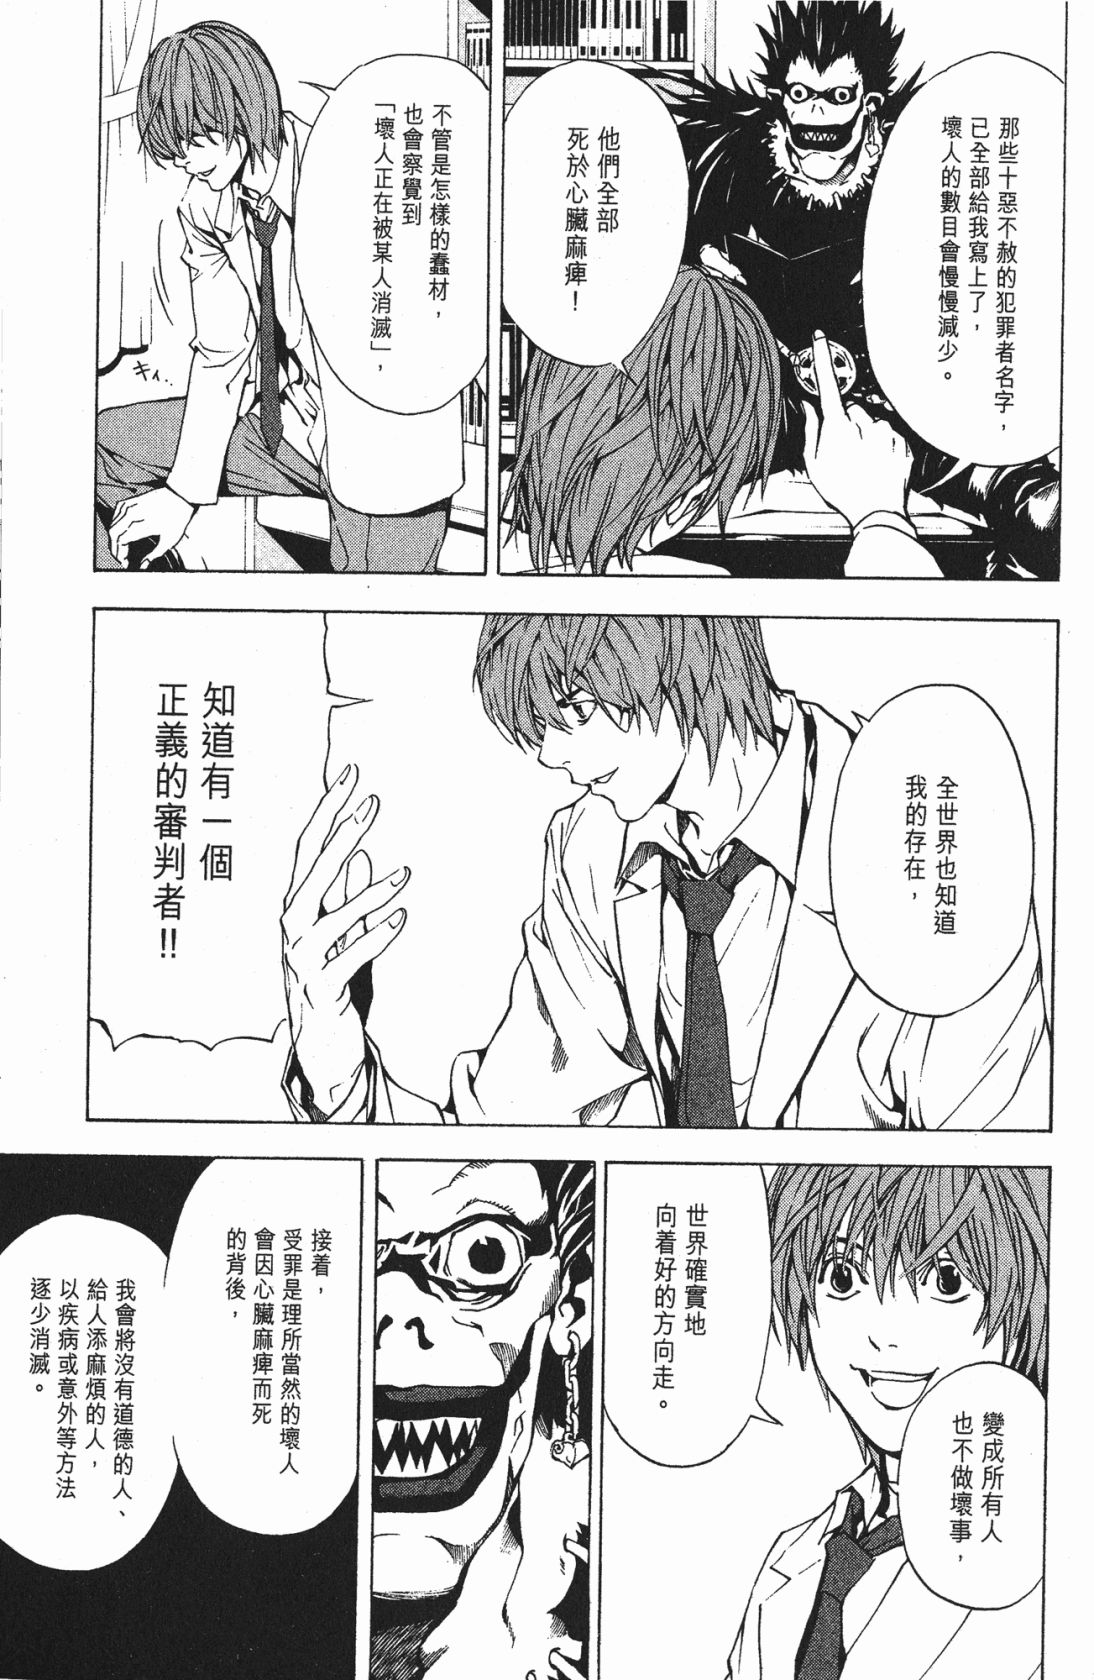 那些十惡不赦的犯罪者名字，
已全部給我寫上了，
壞人的數目會慢慢減少。
他們全部
死於心臟麻痺！
不管是怎樣的蠢材，
也會察覺到
「壞人正在被某人消滅」，
キィ..
全世界也知道
我的存在，
知道有一個
正義的審判者!!
變成所有人
也不做壞事，
世界確實地
向着好的方向走。
接着，
受罪是理所當然的壞人
會因心臟麻痺而死
的背後，
我會將沒有道德的人、
給人添麻煩的人，
以疾病或意外等方法
逐少消滅。